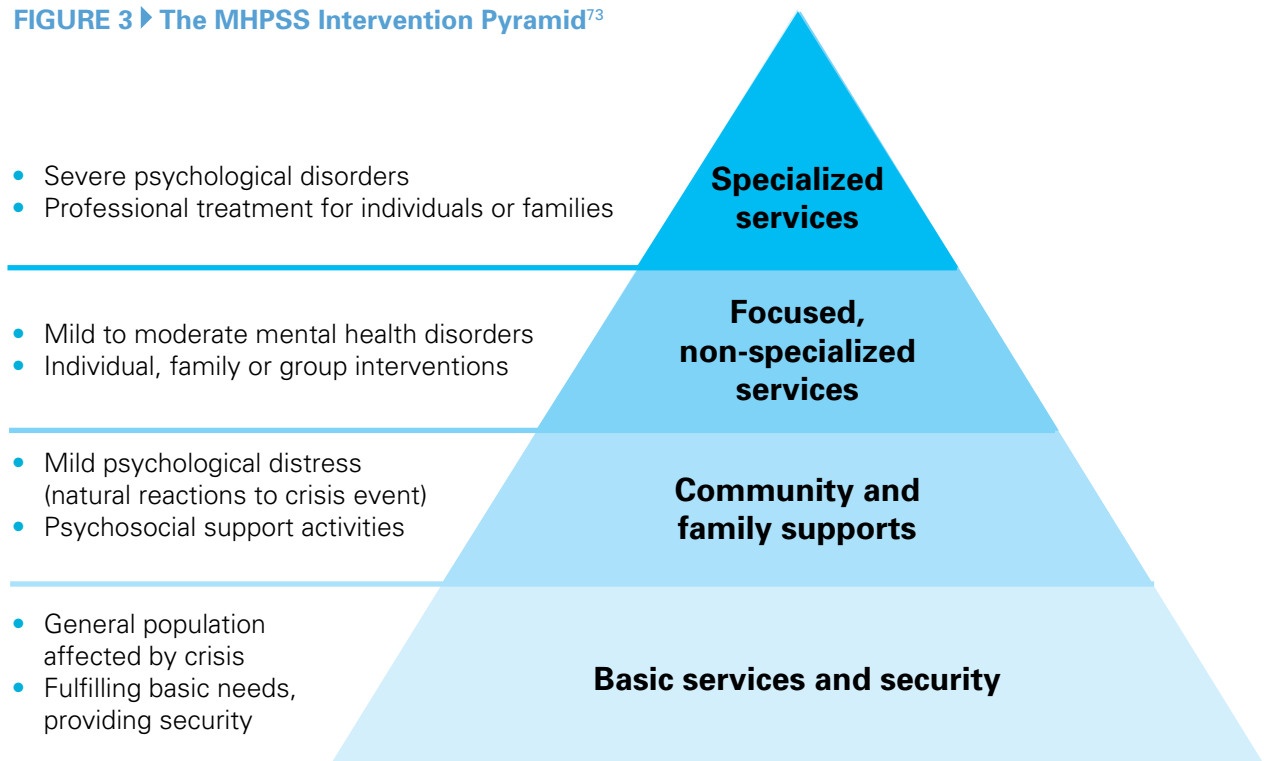 FIGURE 3 ▶ The MHPSS Intervention Pyramid73
• Severe psychological disorders
• Professional treatment for individuals or families
Specialized
services
• Mild to moderate mental health disorders
• Individual, family or group interventions
Focused,
non-specialized
services
• Mild psychological distress
(natural reactions to crisis event)
• Psychosocial support activities
Community and
family supports
• General population
affected by crisis
• Fulfilling basic needs,
providing security
Basic services and security